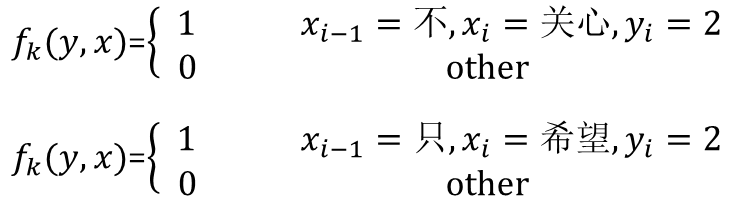 f_k(y, x)={ 1 x_{i−1} = 不, x_i = 关心, y_i = 2
0 other
f_k(y, x)={ 1 x_{i−1} = 只, x_i = 希望, y_i = 2
0 other